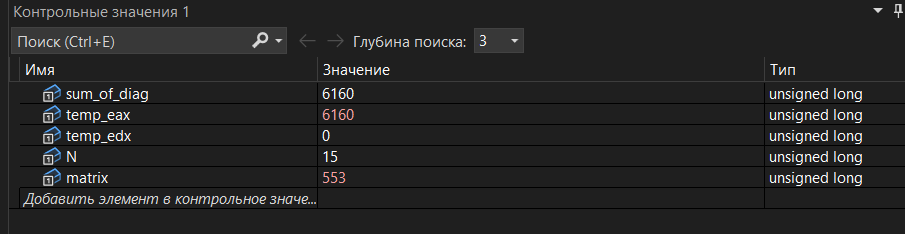 Контрольные значения 1
Поиск (Ctrl+E) Глубина поиска: 3
Имя Значение Тип
sum_of_diag 6160 unsigned long
temp_eax 6160 unsigned long
temp_edx 0 unsigned long
N 15 unsigned long
matrix 553 unsigned long
Добавить элемент в контрольное значе...